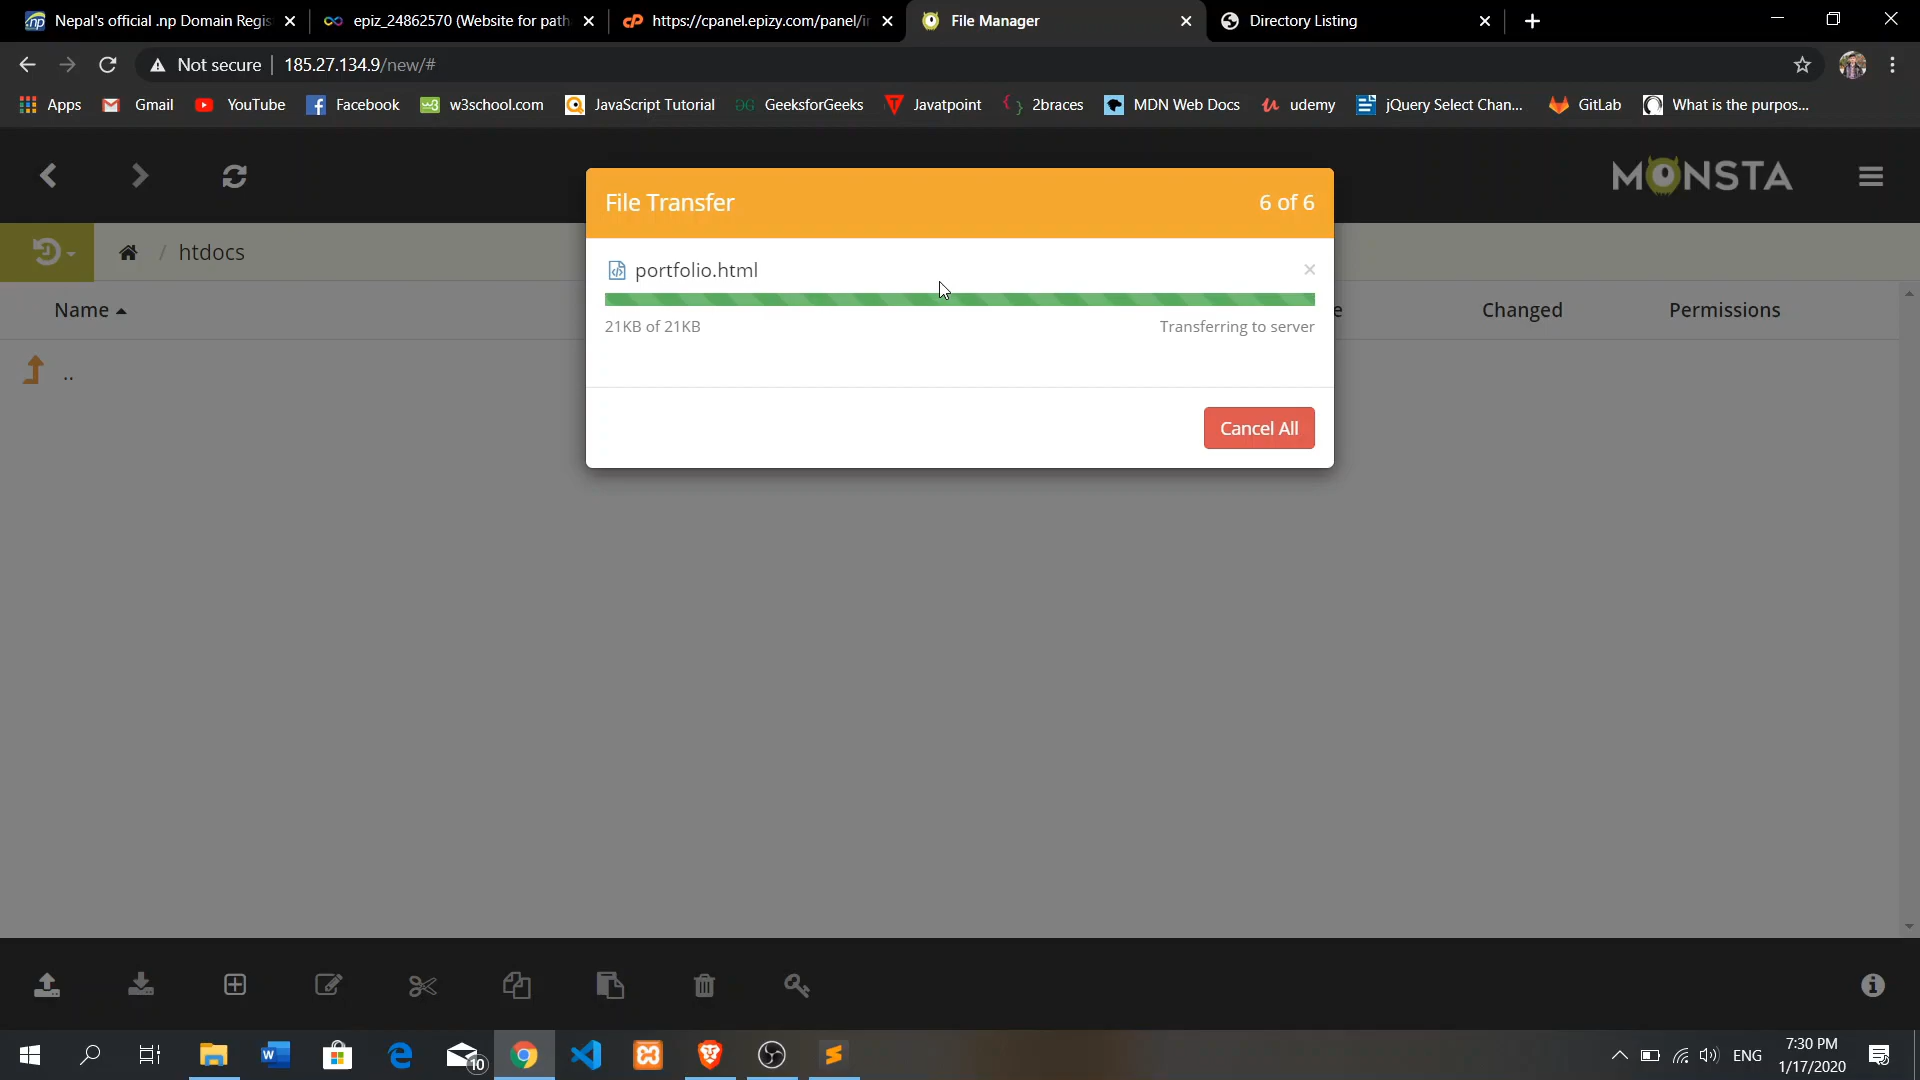 Nepal's official .np Domain Regis
epiz_24862570 (Website for path
https://cpanel.epizy.com/panel/in
File Manager
Directory Listing
Not secure
185.27.134.9/new/#
Apps
Gmail
YouTube
Facebook
w3school.com
JavaScript Tutorial
GeeksforGeeks
Javatpoint
2braces
MDN Web Docs
udemy
jQuery Select Chan...
GitLab
What is the purpos...
MONSTA
File Transfer
6 of 6
/ htdocs
portfolio.html
Name
Changed
Permissions
21KB of 21KB
Transferring to server
..
Cancel All
10
ENG
7:30 PM
1/17/2020